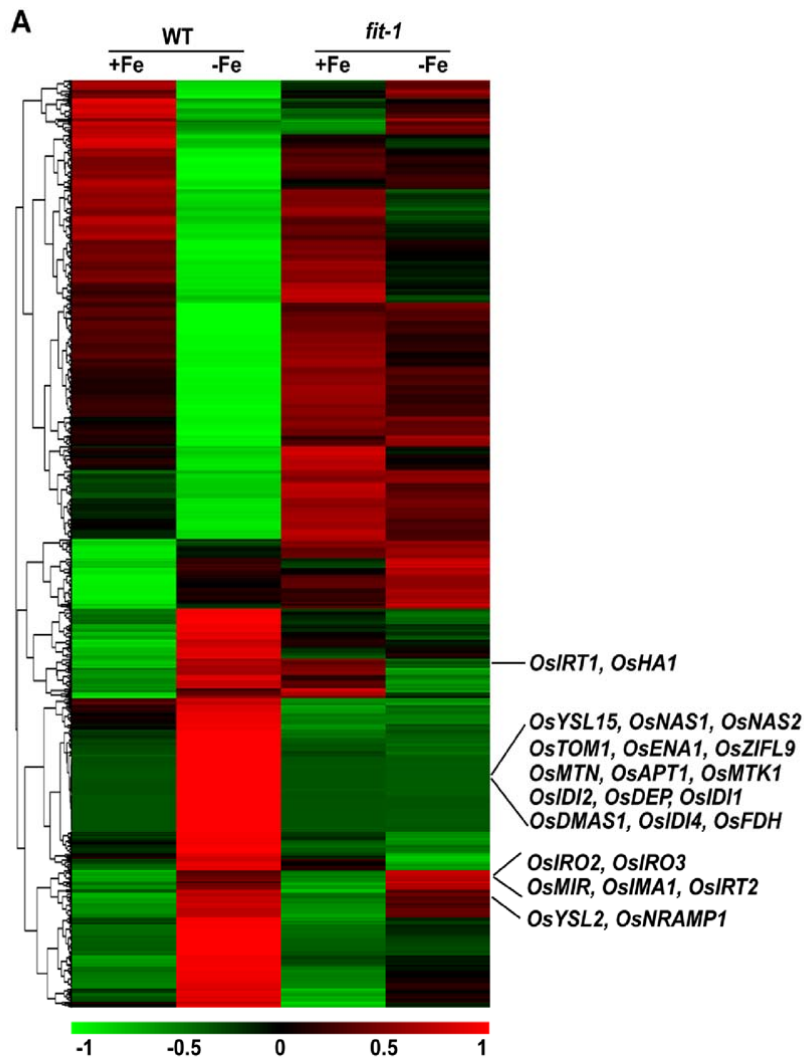 A
WT fit-1
+Fe -Fe +Fe -Fe
OsIRT1, OsHA1
OsYSL15, OsNAS1, OsNAS2
OsTOM1, OsENA1, OsZIFL9
OsMTN, OsAPT1, OsMTK1
OsIDI2, OsDEP, OsIDI1
OsDMAS1, OsIDI4, OsFDH
OsIRO2, OsIRO3
OsMIR, OsIMA1, OsIRT2
OsYSL2, OsNRAMP1
-1 -0.5 0 0.5 1